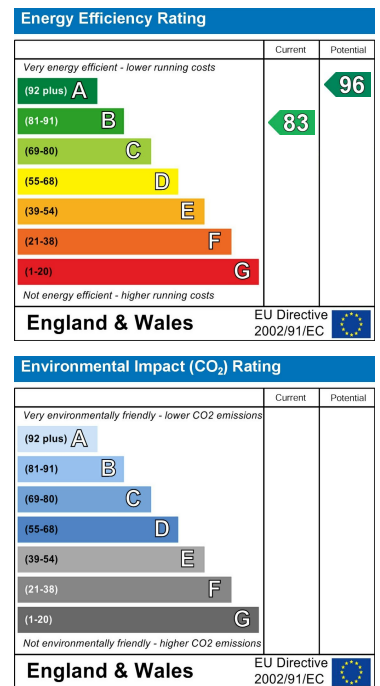 Energy Efficiency Rating
Current Potential
Very energy efficient - lower running costs
(92 plus) A
96
(81-91) B
83
(69-80) C
(55-68) D
(39-54) E
(21-38) F
(1-20) G
Not energy efficient - higher running costs
England & Wales
EU Directive
2002/91/EC
Environmental Impact (CO₂) Rating
Current Potential
Very environmentally friendly - lower CO2 emissions
(92 plus) A
(81-91) B
(69-80) C
(55-68) D
(39-54) E
(21-38) F
(1-20) G
Not environmentally friendly - higher CO2 emissions
England & Wales
EU Directive
2002/91/EC